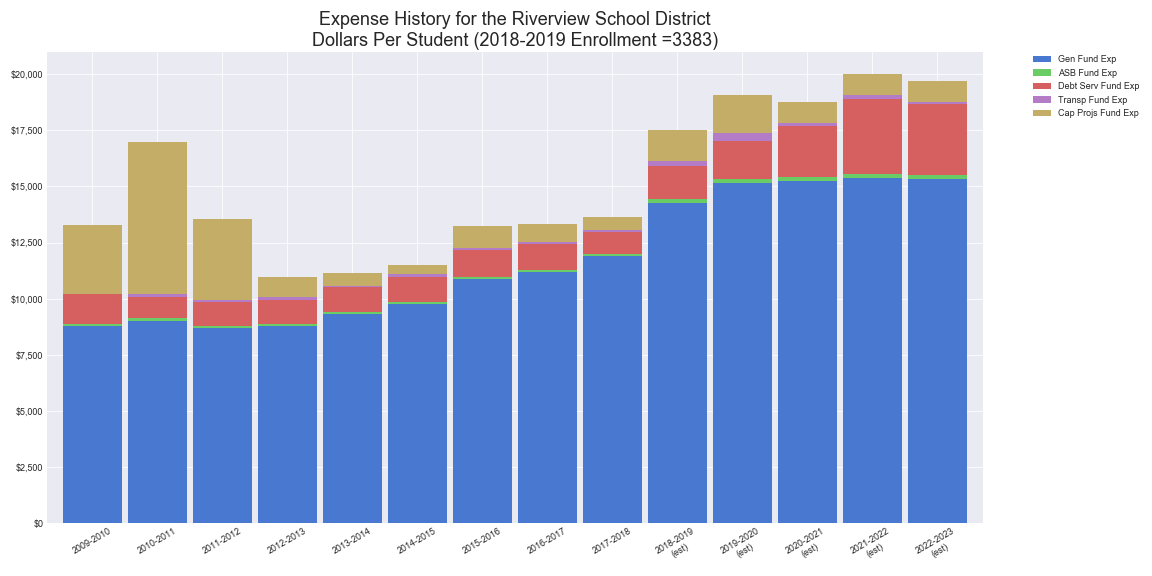 Expense History for the Riverview School District
Dollars Per Student (2018-2019 Enrollment =3383)
Gen Fund Exp
ASB Fund Exp
Debt Serv Fund Exp
Transp Fund Exp
Cap Projs Fund Exp
$20,000
$17,500
$15,000
$12,500
$10,000
$7,500
$5,000
$2,500
$0
2009-2010
2010-2011
2011-2012
2012-2013
2013-2014
2014-2015
2015-2016
2016-2017
2017-2018
2018-2019
(est)
2019-2020
(est)
2020-2021
(est)
2021-2022
(est)
2022-2023
(est)